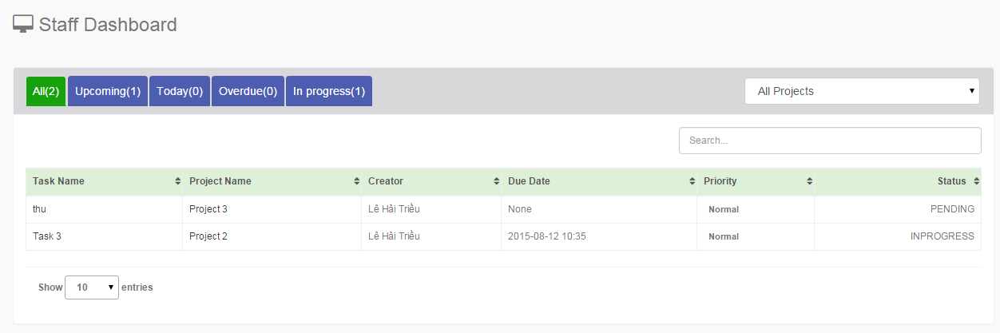 Staff Dashboard
All(2) Upcoming(1) Today(0) Overdue(0) In progress(1) All Projects
Search...
Task Name Project Name Creator Due Date Priority Status
thu Project 3 Lê Hải Triều None Normal PENDING
Task 3 Project 2 Lê Hải Triều 2015-08-12 10:35 Normal INPROGRESS
Show 10 entries